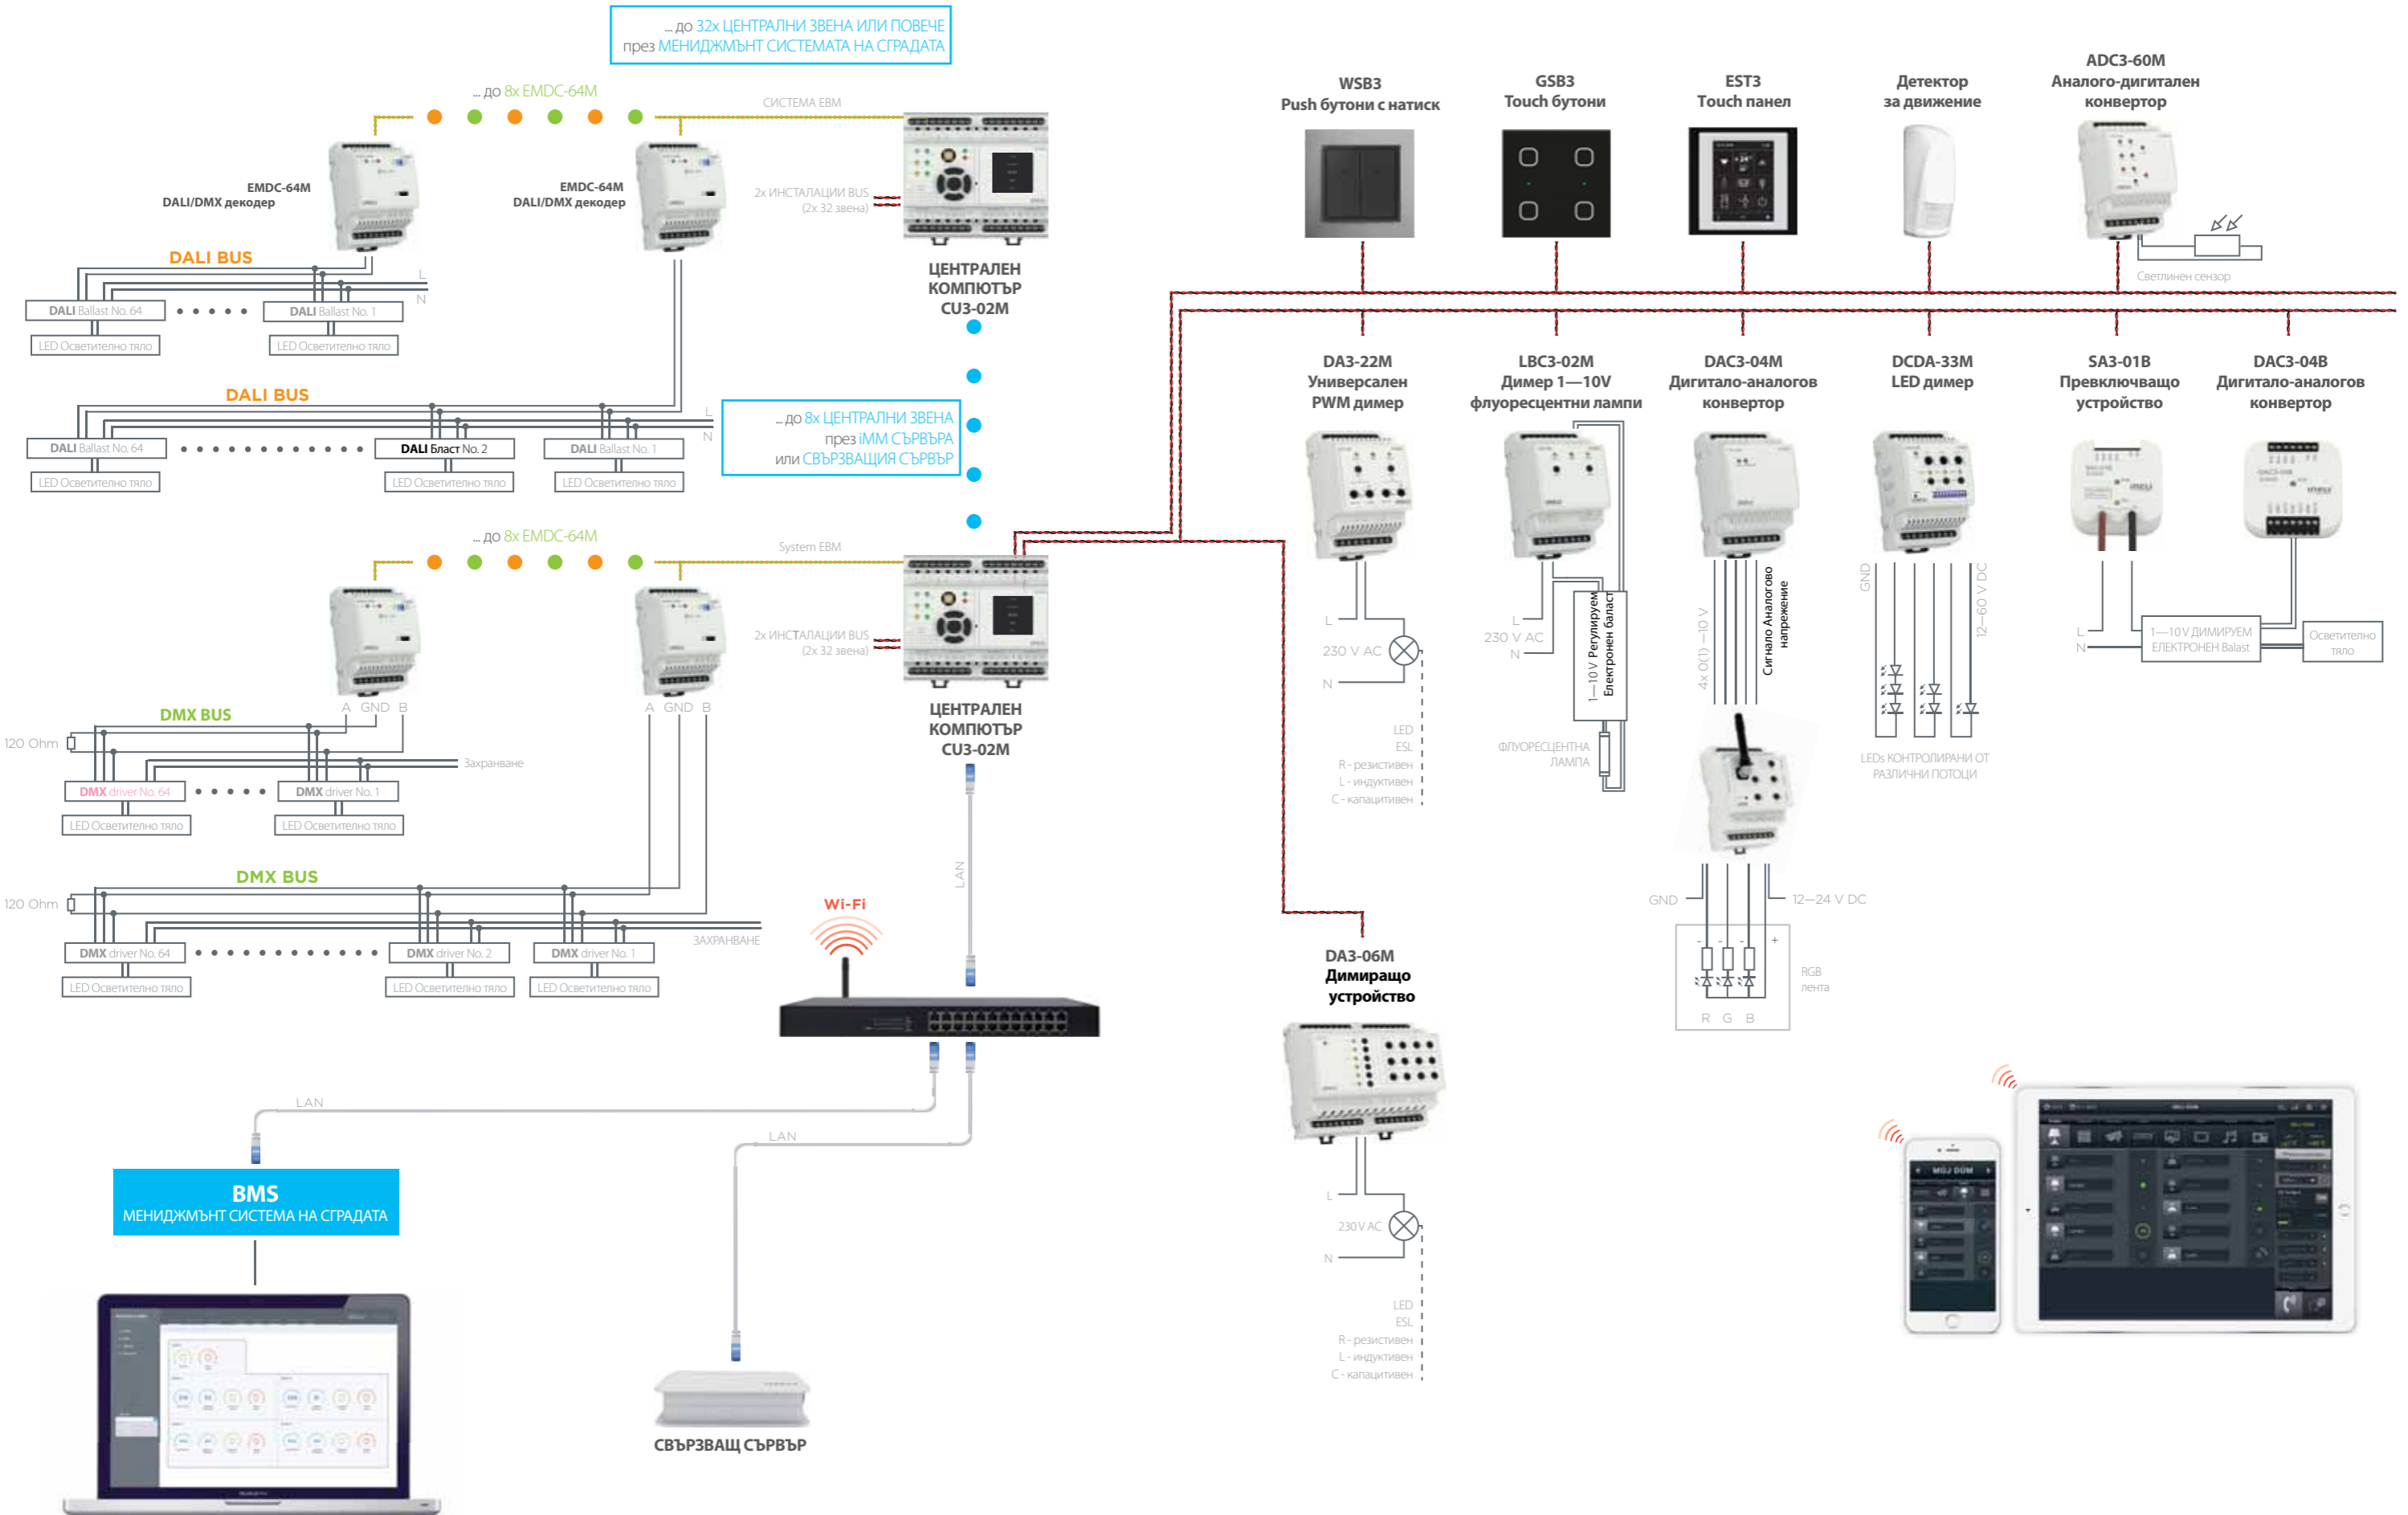 ... до 32x ЦЕНТРАЛНИ ЗВЕНА ИЛИ ПОВЕЧЕ
през МЕНИДЖМЪНТ СИСТЕМАТА НА СГРАДАТА
... до 8x EMDC-64M
СИСТЕМА EBM
EMDC-64M
DALI/DMX декодер
EMDC-64M
DALI/DMX декодер
2x ИНСТАЛАЦИИ BUS
(2x 32 звена)
ЦЕНТРАЛЕН
КОМПЮТЪР
CU3-02M
DALI BUS
L
N
DALI Ballast No. 64
DALI Ballast No. 1
LED Осветително тяло
LED Осветително тяло
DALI BUS
L
N
DALI Ballast No. 64
DALI Бласт No. 2
DALI Ballast No. 1
LED Осветително тяло
LED Осветително тяло
LED Осветително тяло
... до 8x ЦЕНТРАЛНИ ЗВЕНА
през iMM СЪРВЪРА
или СВЪРЗВАЩИЯ СЪРВЪР
... до 8x EMDC-64M
System EBM
2x ИНСТАЛАЦИИ BUS
(2x 32 звена)
ЦЕНТРАЛЕН
КОМПЮТЪР
CU3-02M
A GND B
A GND B
DMX BUS
120 Ohm
Захранване
DMX driver No. 64
DMX driver No. 1
LED Осветително тяло
LED Осветително тяло
DMX BUS
120 Ohm
ЗАХРАНВАНЕ
DMX driver No. 64
DMX driver No. 2
DMX driver No. 1
LED Осветително тяло
LED Осветително тяло
LED Осветително тяло
Wi-Fi
LAN
LAN
LAN
BMS
МЕНИДЖМЪНТ СИСТЕМА НА СГРАДАТА
СВЪРЗВАЩ СЪРВЪР
WSB3
Push бутони с натиск
GSB3
Touch бутони
EST3
Touch панел
Детектор
за движение
ADC3-60M
Аналого-дигитален
конвертор
Светлинен сензор
DA3-22M
Универсален
PWM димер
LBC3-02M
Димер 1—10V
флуоресцентни лампи
DAC3-04M
Дигитало-аналогов
конвертор
DCDA-33M
LED димер
SA3-01B
Превключващо
устройство
DAC3-04B
Дигитало-аналогов
конвертор
L
230 V AC
N
LED
ESL
R - резистивен
L - индуктивен
C - капацитивен
L
230 V AC
N
1—10 V Регулируем
Електронен баласт
ФЛУОРЕСЦЕНТНА
ЛАМПА
4x 0(1) —10 V
Сигнало Аналогово
напрежение
GND
12—24 V DC
- - - +
R G B
RGB
лента
GND
12—60 V DC
LEDs КОНТРОЛИРАНИ ОТ
РАЗЛИЧНИ ПОТОЦИ
L
N
1—10 V ДИМИРУЕМ
ЕЛЕКТРОНЕН Balast
Осветително
тяло
DA3-06M
Димиращо
устройство
L
230 V AC
N
LED
ESL
R - резистивен
L - индуктивен
C - капацитивен
MŮJ DŮM
MŮJ DŮM